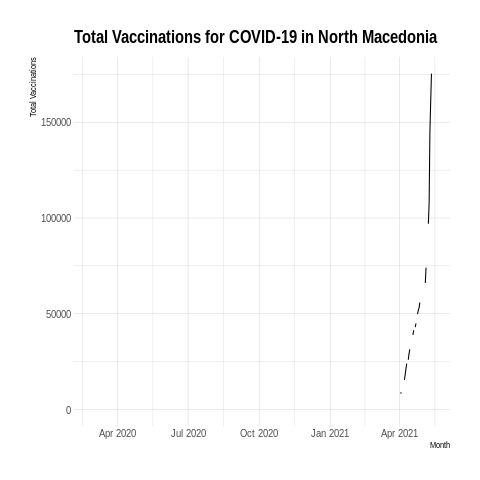 Total Vaccinations for COVID-19 in North Macedonia
Total Vaccinations
150000
100000
50000
0
Apr 2020 Jul 2020 Oct 2020 Jan 2021 Apr 2021
Month